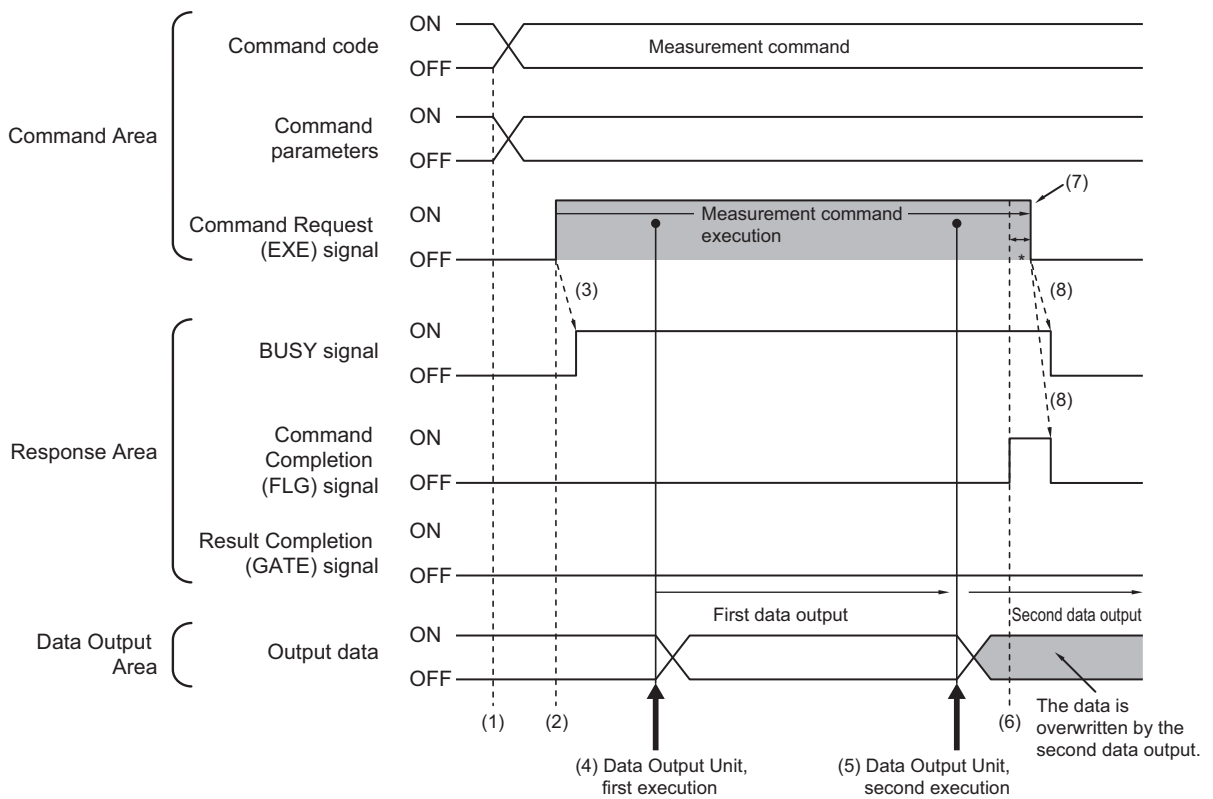 Command Area
Command code
ON
OFF
Measurement command
Command
parameters
ON
OFF
Command Request
(EXE) signal
ON
OFF
Measurement command
execution
(7)
*
(3)
(8)
Response Area
BUSY signal
ON
OFF
(8)
Command
Completion
(FLG) signal
ON
OFF
Result Completion
(GATE) signal
ON
OFF
First data output
Second data output
Data Output
Area
Output data
ON
OFF
(1)
(2)
(6)
The data is
overwritten by the
second data output.
(4) Data Output Unit,
first execution
(5) Data Output Unit,
second execution